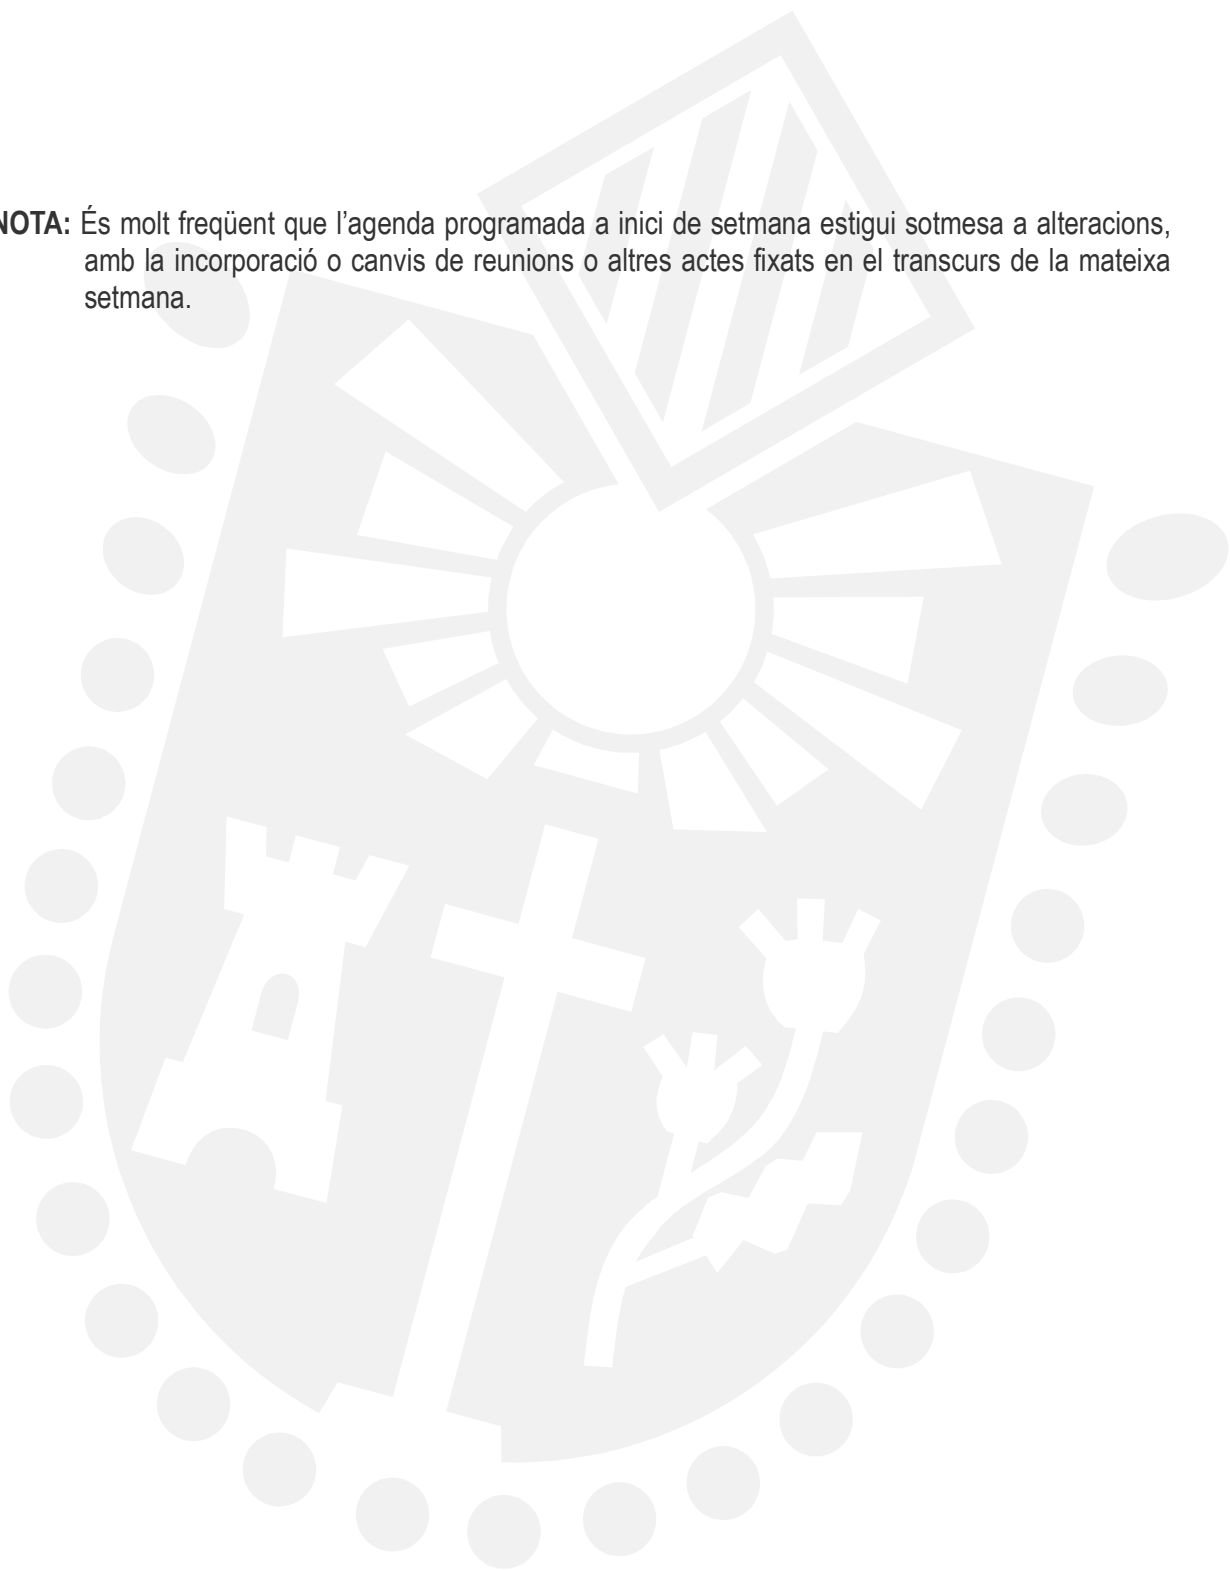 NOTA: És molt freqüent que l’agenda programada a inici de setmana estigui sotmesa a alteracions,
amb la incorporació o canvis de reunions o altres actes fixats en el transcurs de la mateixa
setmana.